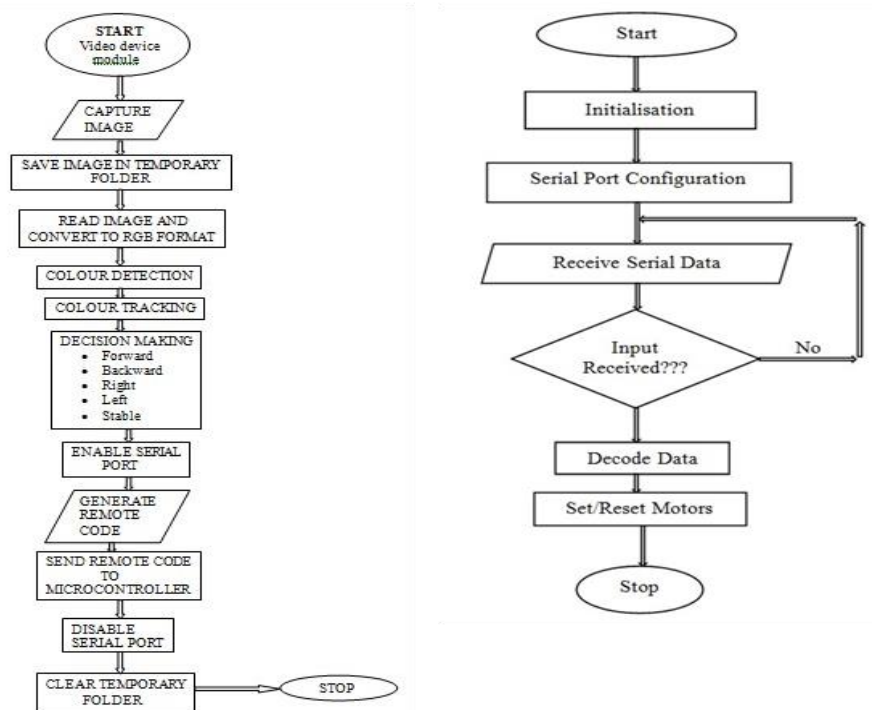 START
Video device
module
CAPTURE
IMAGE
SAVE IMAGE IN TEMPORARY
FOLDER
READ IMAGE AND
CONVERT TO RGB FORMAT
COLOUR DETECTION
COLOUR TRACKING
DECISION MAKING
• Forward
• Backward
• Right
• Left
• Stable
ENABLE SERIAL
PORT
GENERATE
REMOTE
CODE
SEND REMOTE CODE
TO
MICROCONTROLLER
DISABLE
SERIAL PORT
CLEAR TEMPORARY
FOLDER
STOP
Start
Initialisation
Serial Port Configuration
Receive Serial Data
Input
Received???
No
Decode Data
Set/Reset Motors
Stop